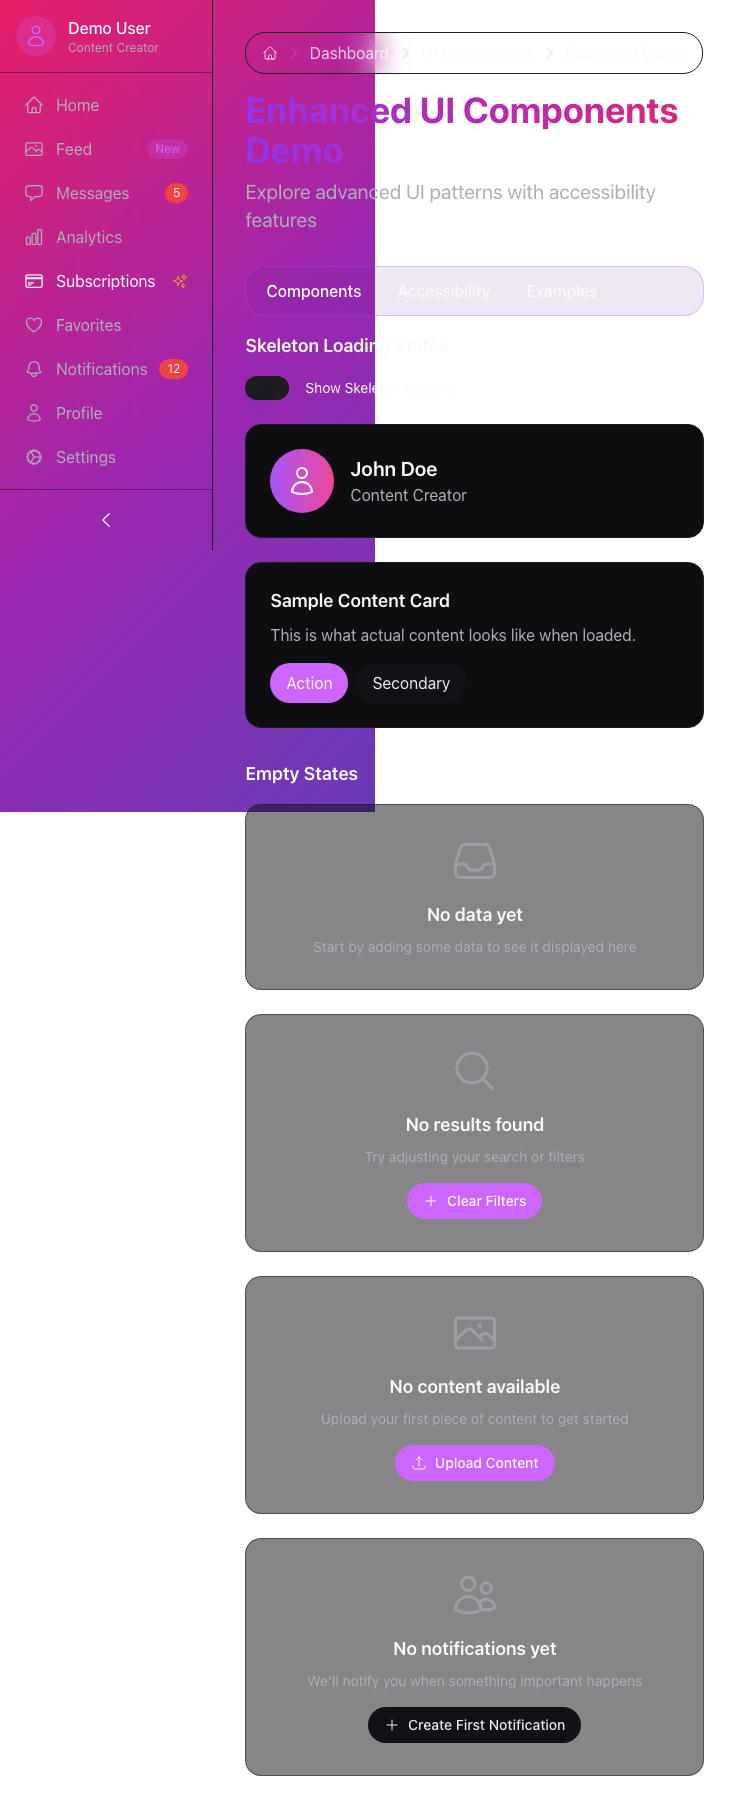 Demo User
Content Creator
Home
Feed New
Messages 5
Analytics
Subscriptions
Favorites
Notifications 12
Profile
Settings
Dashboard UI Components Enhanced Demo
Enhanced UI Components
Demo
Explore advanced UI patterns with accessibility
features
Components Accessibility Examples
Skeleton Loading States
Show Skeleton Loading
John Doe
Content Creator
Sample Content Card
This is what actual content looks like when loaded.
Action Secondary
Empty States
No data yet
Start by adding some data to see it displayed here
No results found
Try adjusting your search or filters
Clear Filters
No content available
Upload your first piece of content to get started
Upload Content
No notifications yet
We'll notify you when something important happens
Create First Notification